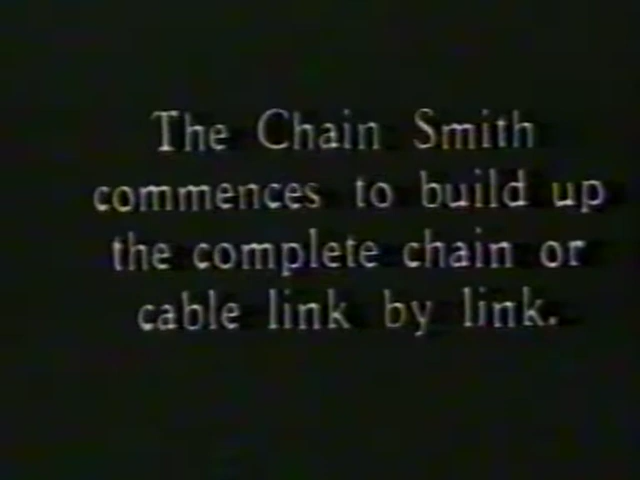 The Chain Smith
commences to build up
the complete chain or
cable link by link.